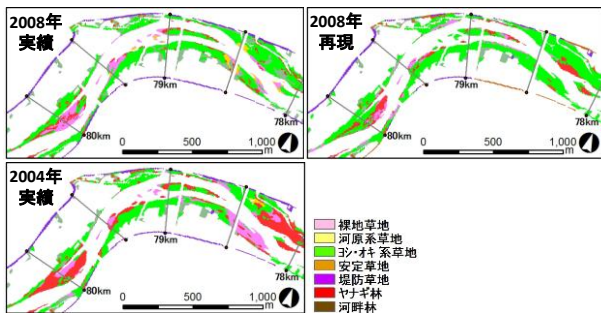 2008年
実績
79km
78km
80km
0 500 1,000
m
2008年
再現
79km
78km
80km
0 500 1,000
m
2004年
実績
79km
78km
80km
0 500 1,000
m
裸地草地
河原系草地
ヨシ・オギ系草地
安定草地
堤防草地
ヤナギ林
河畔林